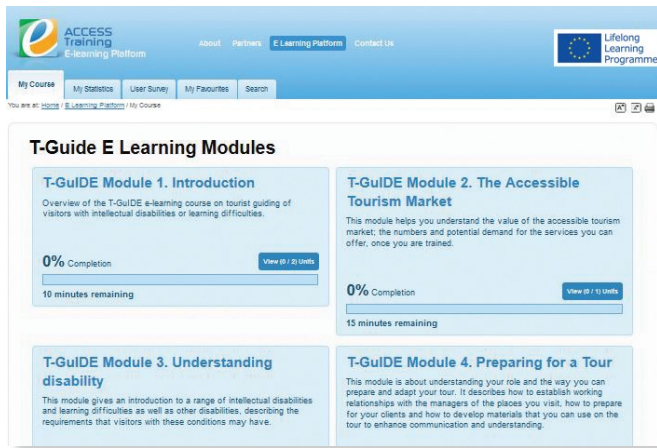 ACCESS
Training
E-learning Platform
About Partners E Learning Platform Contact Us
Lifelong
Learning
Programme
My Course My Statistics User Survey My Favourites Search
You are at: Home / E Learning Platform / My Course
T-Guide E Learning Modules
T-GuIDE Module 1. Introduction
Overview of the T-GuIDE e-learning course on tourist guiding of
visitors with intellectual disabilities or learning difficulties.
0% Completion
View (0 / 2) Units
10 minutes remaining
T-GuIDE Module 2. The Accessible
Tourism Market
This module helps you understand the value of the accessible tourism
market; the numbers and potential demand for the services you can
offer, once you are trained.
0% Completion
View (0 / 1) Units
15 minutes remaining
T-GuIDE Module 3. Understanding
disability
This module gives an introduction to a range of intellectual disabilities
and learning difficulties as well as other disabilities, describing the
requirements that visitors with these conditions may have.
T-GuIDE Module 4. Preparing for a Tour
This module is about understanding your role and the way you can
prepare and adapt your tour. It describes how to establish working
relationships with the managers of the places you visit, how to prepare
for your clients and how to develop materials that you can use on the
tour to enhance communication and understanding.